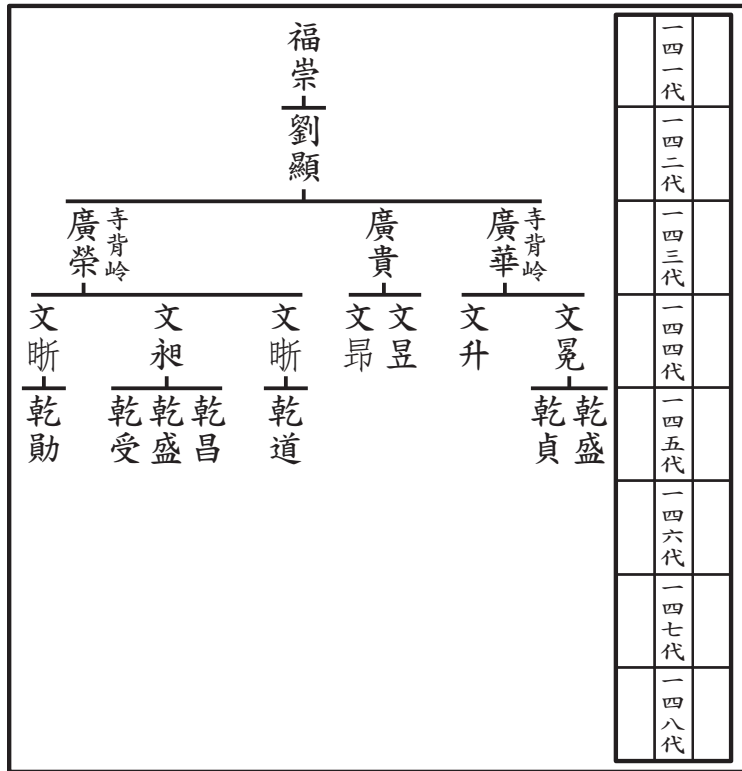 一四一代
一四二代
一四三代
一四四代
一四五代
一四六代
一四七代
一四八代
福崇
劉顯
廣華
寺背岭
廣貴
廣榮
寺背岭
文冕
文升
文昱
文昂
文晰
文昶
文晰
乾盛
乾貞
乾道
乾昌
乾盛
乾受
乾勛